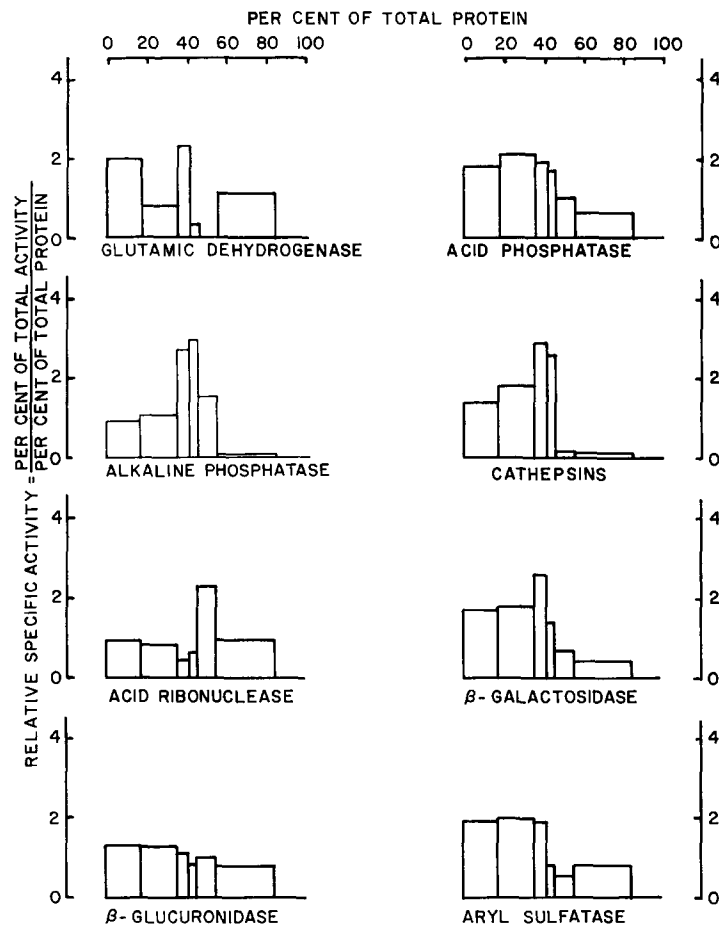 PER CENT OF TOTAL PROTEIN
0 20 40 60 80 100
0 20 40 60 80 100
RELATIVE SPECIFIC ACTIVITY = PER CENT OF TOTAL ACTIVITY
PER CENT OF TOTAL PROTEIN
4
2
0
GLUTAMIC DEHYDROGENASE
4
2
0
ACID PHOSPHATASE
4
2
0
ALKALINE PHOSPHATASE
4
2
0
CATHEPSINS
4
2
0
ACID RIBONUCLEASE
4
2
0
β-GALACTOSIDASE
4
2
0
β-GLUCURONIDASE
4
2
0
ARYL SULFATASE